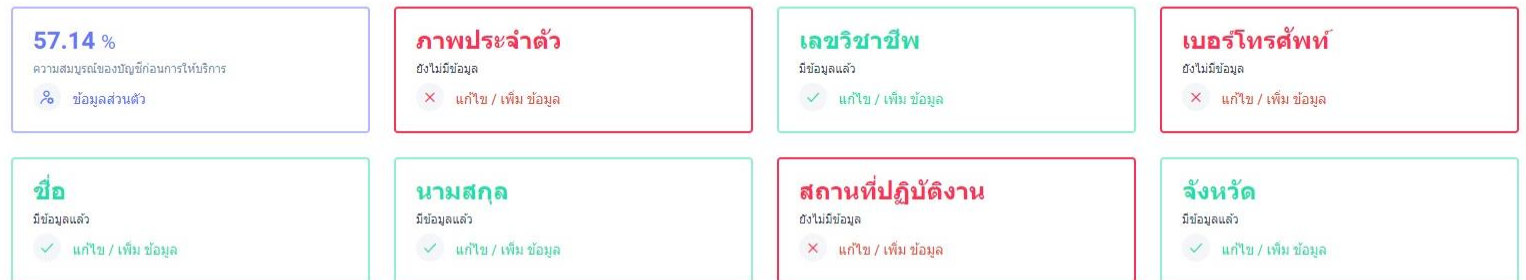 57.14 %
ความสมบูรณ์ของบัญชีก่อนการให้บริการ
ข้อมูลส่วนตัว
ภาพประจำตัว
ยังไม่มีข้อมูล
แก้ไข / เพิ่ม ข้อมูล
เลขวิชาชีพ
มีข้อมูลแล้ว
แก้ไข / เพิ่ม ข้อมูล
เบอร์โทรศัพท์
ยังไม่มีข้อมูล
แก้ไข / เพิ่ม ข้อมูล
ชื่อ
มีข้อมูลแล้ว
แก้ไข / เพิ่ม ข้อมูล
นามสกุล
มีข้อมูลแล้ว
แก้ไข / เพิ่ม ข้อมูล
สถานที่ปฏิบัติงาน
ยังไม่มีข้อมูล
แก้ไข / เพิ่ม ข้อมูล
จังหวัด
มีข้อมูลแล้ว
แก้ไข / เพิ่ม ข้อมูล